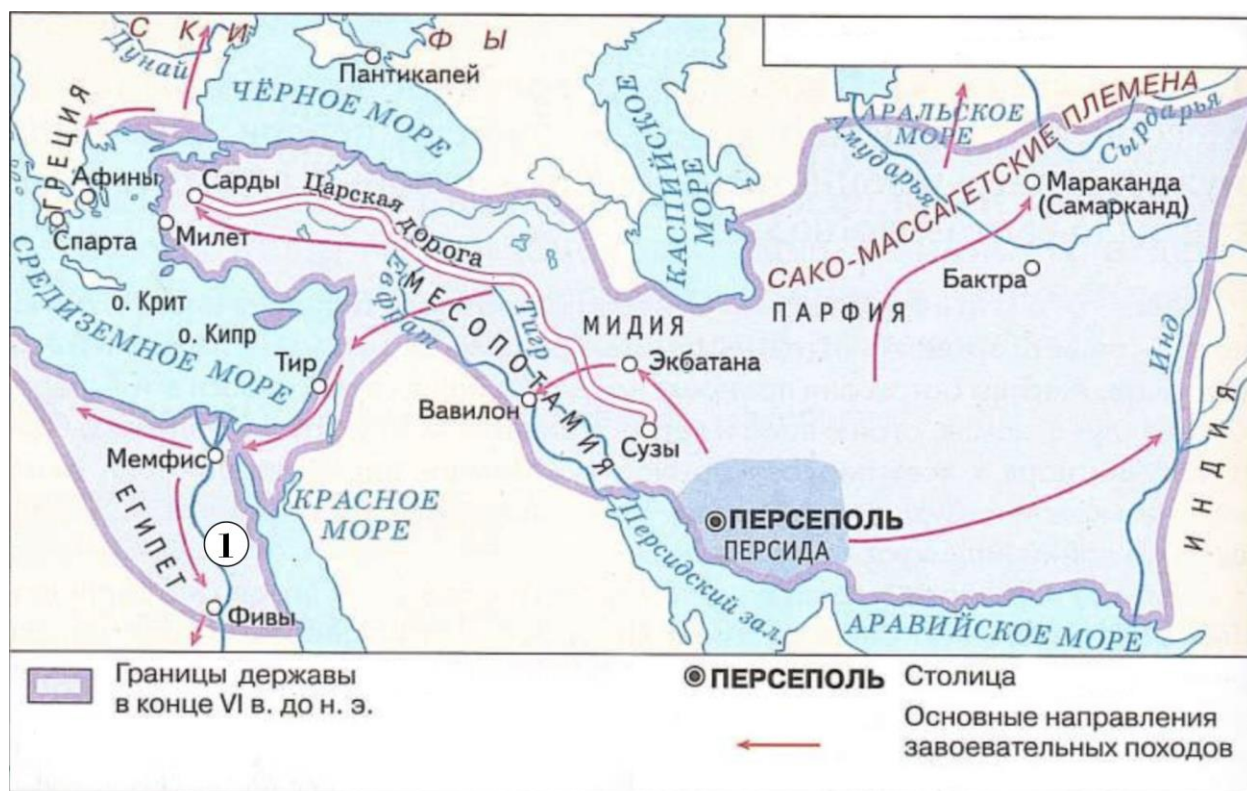 СКИФЫ
Дунай
Пантикапей
ЧЁРНОЕ МОРЕ
КАСПИЙСКОЕ
МОРЕ
АРАЛЬСКОЕ
МОРЕ
Амударья
Сырдарья
САКО-МАССАГЕТСКИЕ ПЛЕМЕНА
Мараканда
(Самарканд)
Бактра
ПАРФИЯ
ГРЕЦИЯ
Афины
Спарта
Сарды
Милет
Царская дорога
СРЕДИЗЕМНОЕ МОРЕ
о. Крит
о. Кипр
Тир
Евфрат
МЕСОПОТАМИЯ
Тигр
МИДИЯ
Экбатана
Вавилон
Сузы
Инд
ИНДИЯ
Мемфис
ЕГИПЕТ
1
Фивы
КРАСНОЕ
МОРЕ
ПЕРСЕПОЛЬ
ПЕРСИДА
Персидский зал.
АРАВИЙСКОЕ МОРЕ
Границы державы
в конце VI в. до н. э.
ПЕРСЕПОЛЬ Столица
Основные направления
завоевательных походов